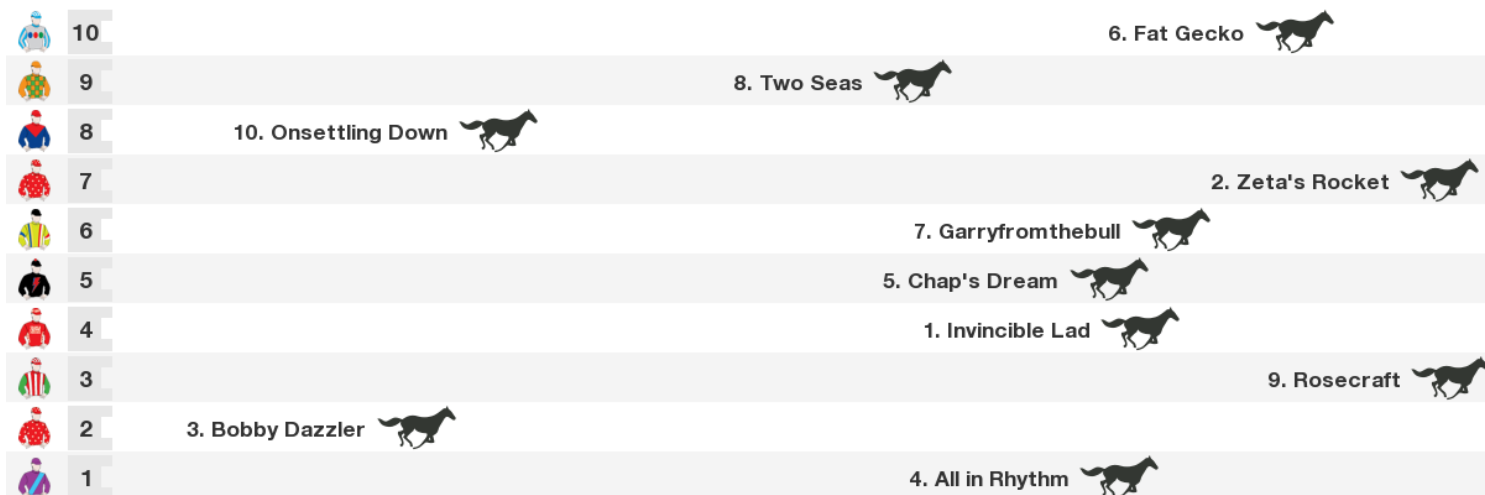 10 6. Fat Gecko
9 8. Two Seas
8 10. Onsettling Down
7 2. Zeta's Rocket
6 7. Garryfromthebull
5 5. Chap's Dream
4 1. Invincible Lad
3 9. Rosecraft
2 3. Bobby Dazzler
1 4. All in Rhythm